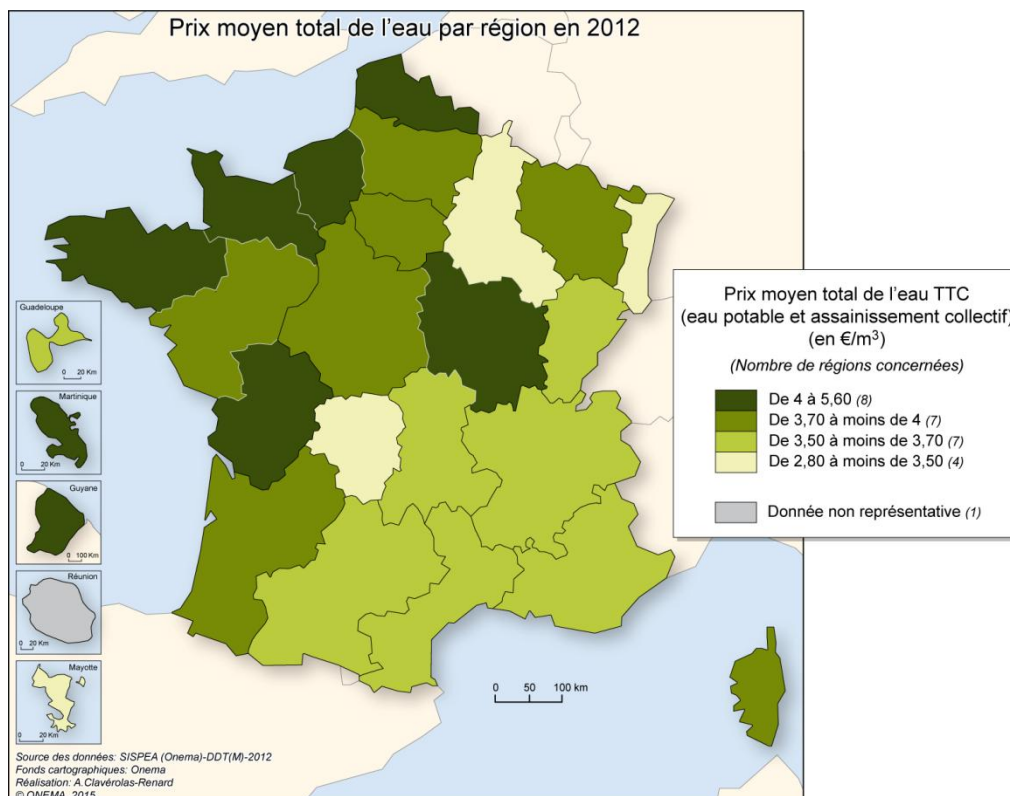 Prix moyen total de l'eau par région en 2012
Guadeloupe
0 20 Km
Martinique
0 20 Km
Guyane
0 100 Km
Réunion
0 20 Km
Mayotte
0 20 Km
Prix moyen total de l'eau TTC
(eau potable et assainissement collectif)
(en €/m³)
(Nombre de régions concernées)
De 4 à 5,60 (8)
De 3,70 à moins de 4 (7)
De 3,50 à moins de 3,70 (7)
De 2,80 à moins de 3,50 (4)
Donnée non représentative (1)
0 50 100 km
Source des données: SISPEA (Onema)-DDT(M)-2012
Fonds cartographiques: Onema
Réalisation: A.Clavérolas-Renard
© ONEMA, 2015